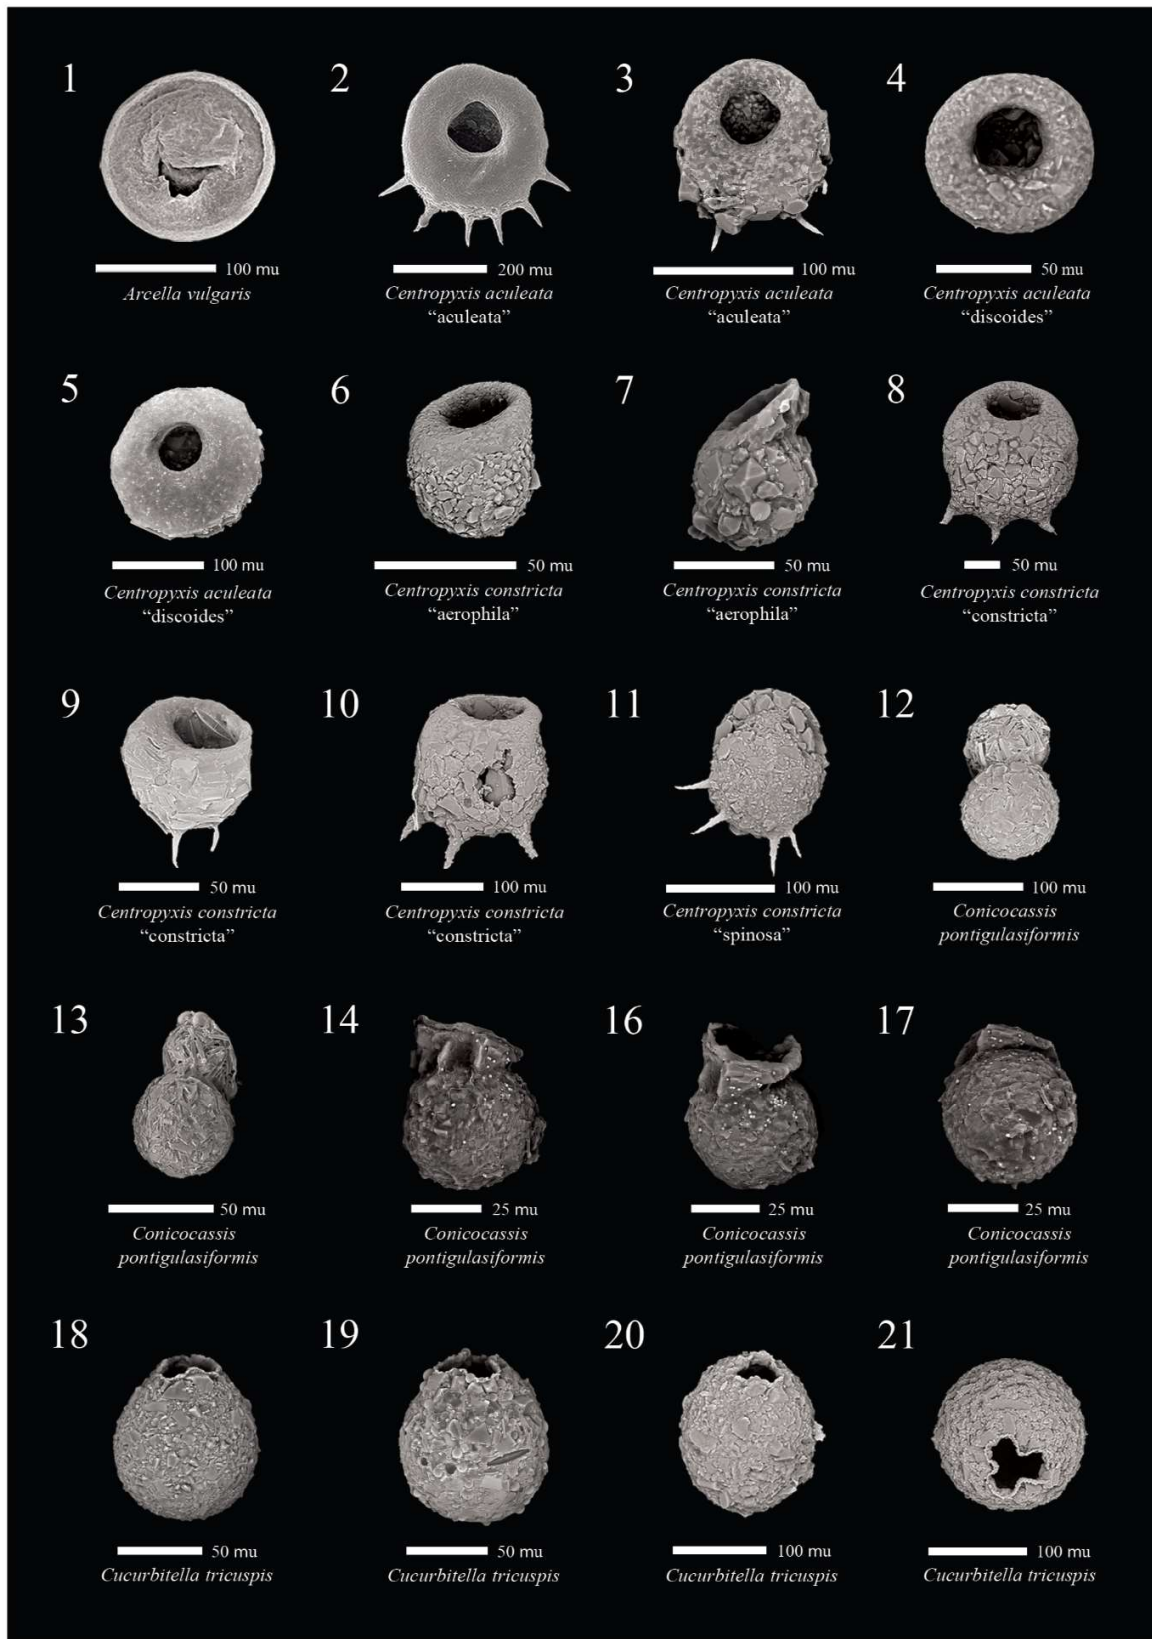 1
2
3
4
100 mu
200 mu
100 mu
50 mu
Arcella vulgaris
Centropyxis aculeata
"aculeata"
Centropyxis aculeata
"aculeata"
Centropyxis aculeata
"discoides"
5
6
7
8
100 mu
50 mu
50 mu
50 mu
Centropyxis aculeata
"discoides"
Centropyxis constricta
"aerophila"
Centropyxis constricta
"aerophila"
Centropyxis constricta
"constricta"
9
10
11
12
50 mu
100 mu
100 mu
100 mu
Centropyxis constricta
"constricta"
Centropyxis constricta
"constricta"
Centropyxis constricta
"spinosa"
Conicocassis
pontigulasiformis
13
14
16
17
50 mu
25 mu
25 mu
25 mu
Conicocassis
pontigulasiformis
Conicocassis
pontigulasiformis
Conicocassis
pontigulasiformis
Conicocassis
pontigulasiformis
18
19
20
21
50 mu
50 mu
100 mu
100 mu
Cucurbitella tricuspis
Cucurbitella tricuspis
Cucurbitella tricuspis
Cucurbitella tricuspis